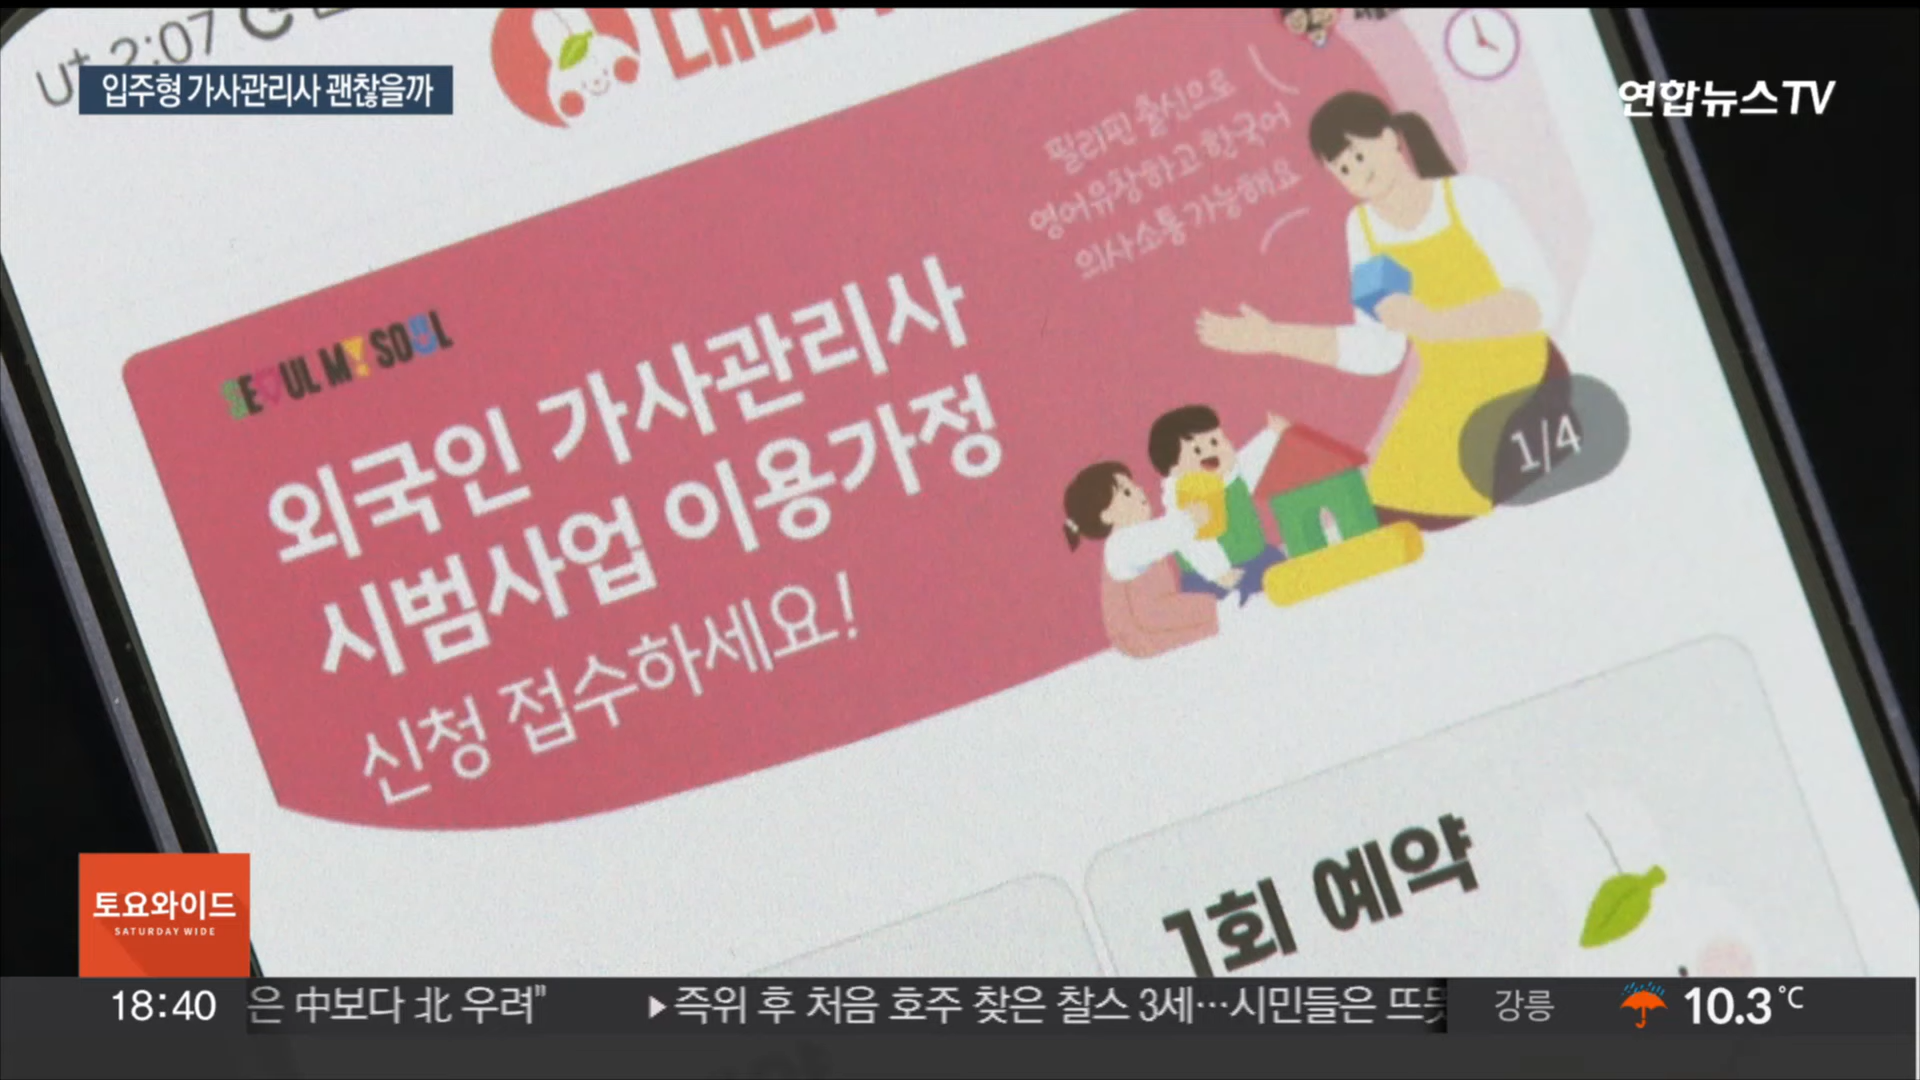 U+ 2:07
입주형 가사관리사 괜찮을까
연합뉴스TV
필리핀 출신으로
영어유창하고 한국어
의사소통가능해요
SEOUL MY SOUL
외국인 가사관리사
시범사업 이용가정
신청 접수하세요!
1/4
1회 예약
토요와이드
SATURDAY WIDE
18:40
은 中보다 北 우려"
▶즉위 후 처음 호주 찾은 찰스 3세…시민들은
강릉
10.3℃